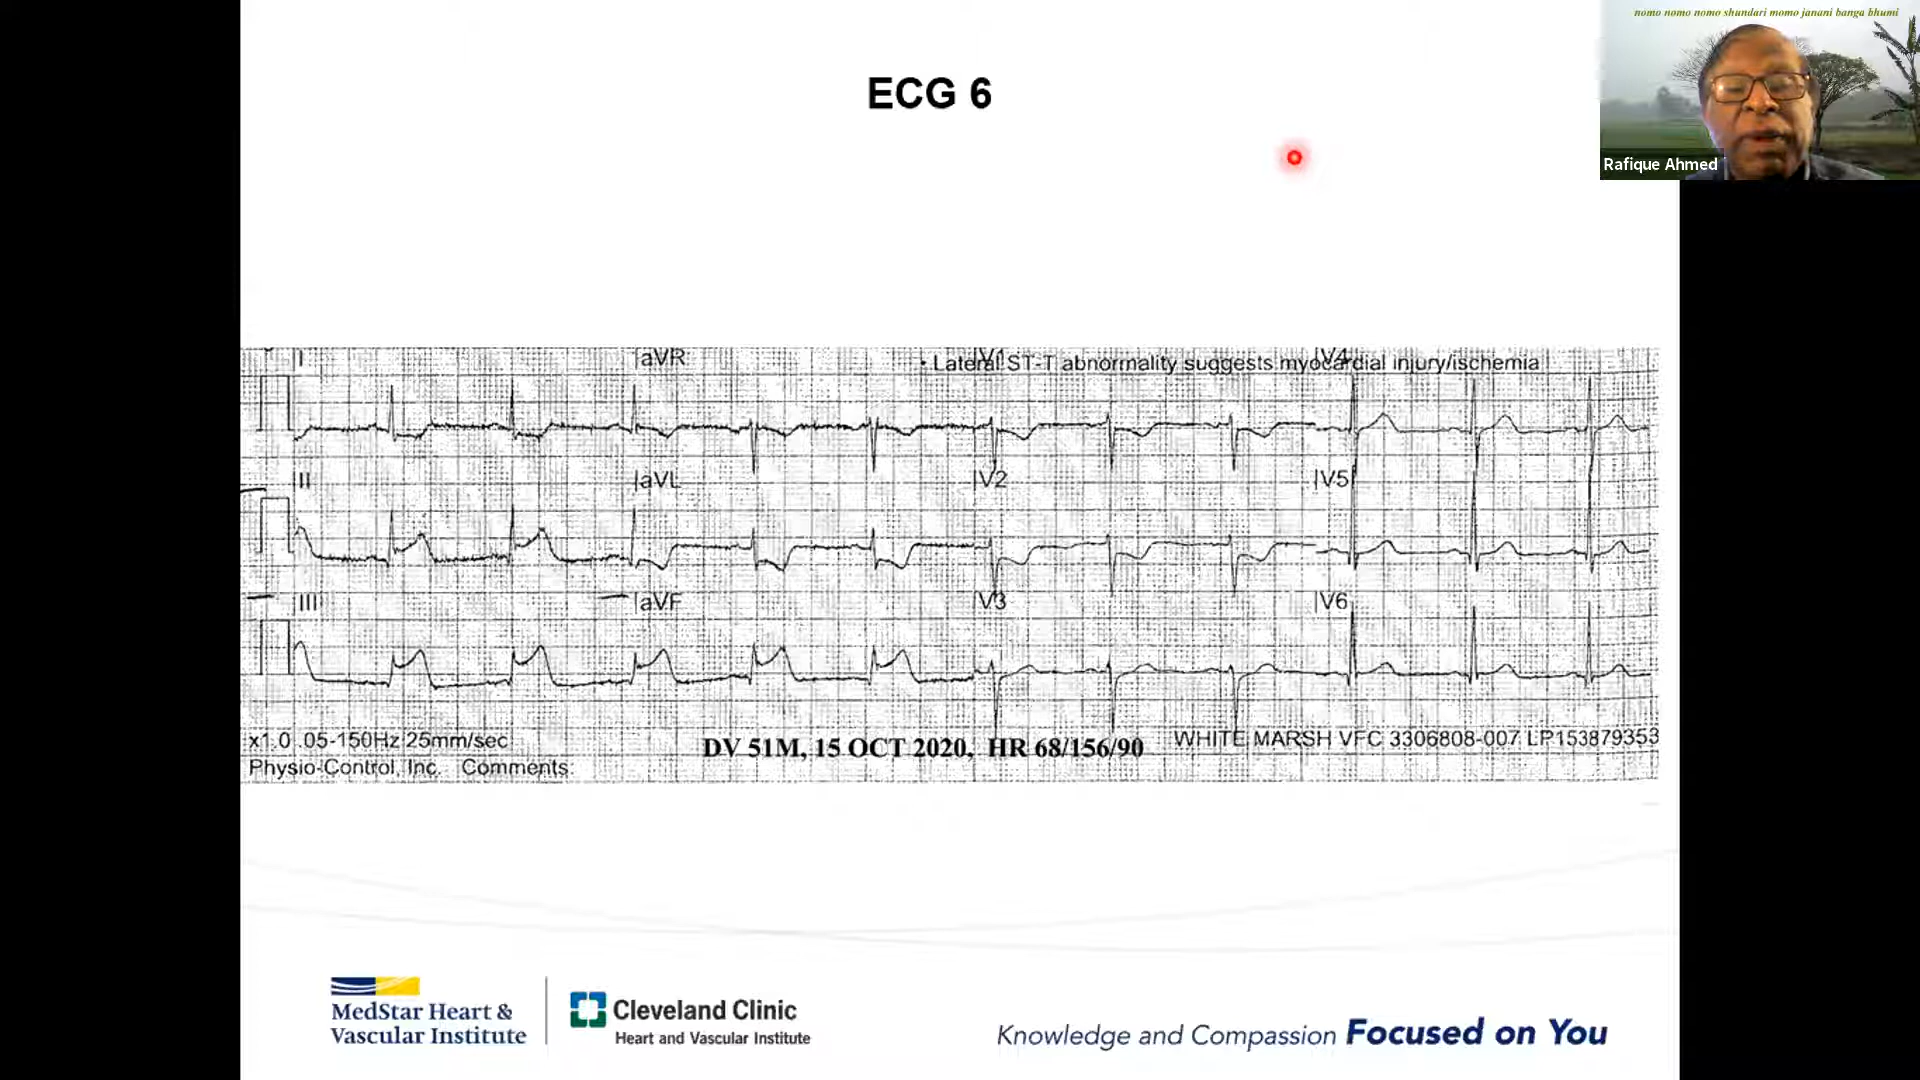 nomo nomo nomo shundari momo janani banga bhumi
Rafique Ahmed
ECG 6
I
aVR
V1
V4
· Lateral ST-T abnormality suggests myocardial injury/ischemia
II
aVL
V2
V5
III
aVF
V3
V6
x1.0 .05-150Hz 25mm/sec
DV 51M, 15 OCT 2020, HR 68/156/90
WHITE MARSH VFC 3306808-007 LP153879353
Physio-Control, Inc. Comments:
MedStar Heart &
Vascular Institute
Cleveland Clinic
Heart and Vascular Institute
Knowledge and Compassion Focused on You